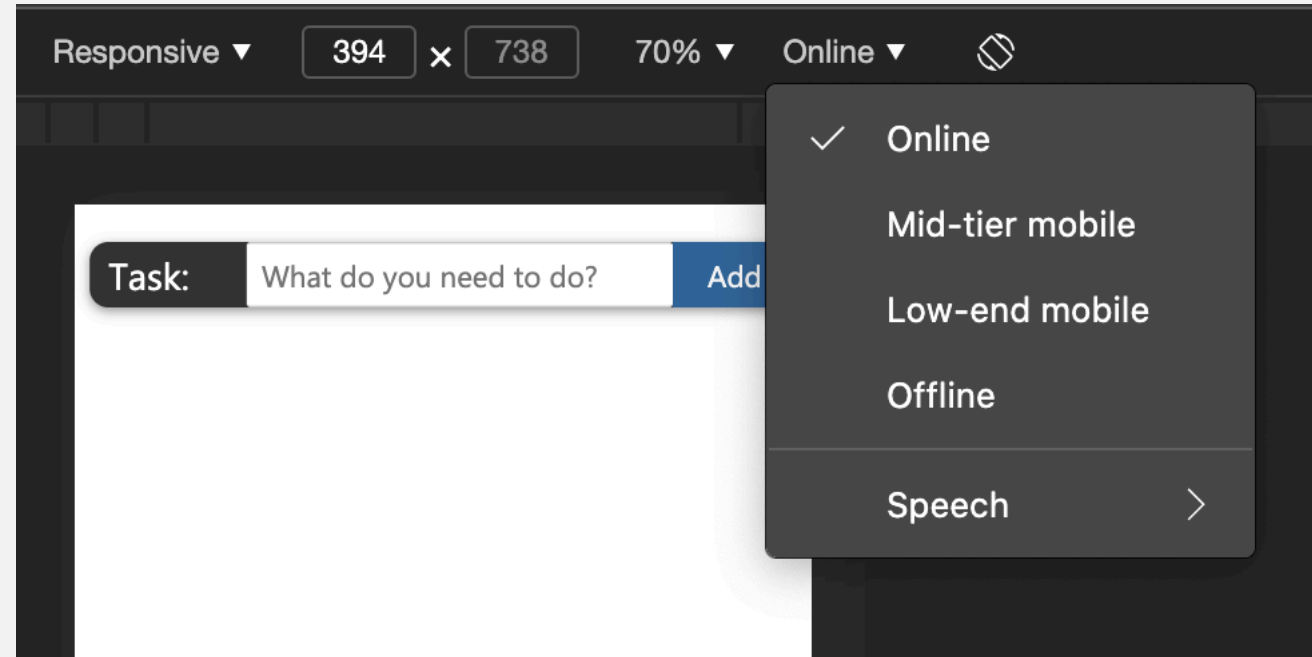 Responsive ▼ 394 × 738 70% ▼ Online ▼
Online
Mid-tier mobile
Task: What do you need to do? Add
Low-end mobile
Offline
Speech